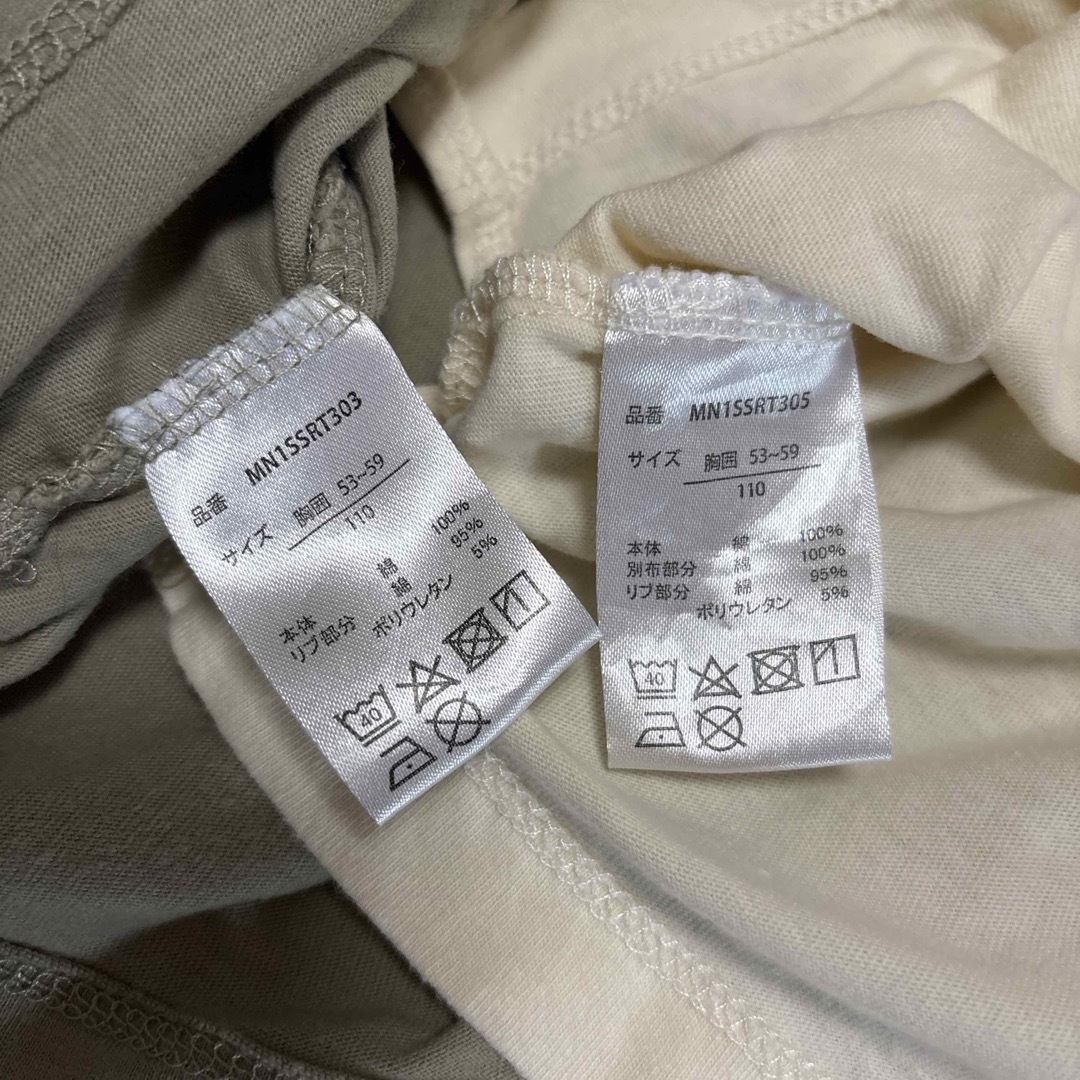 品番 MN1SSRT303
サイズ 胸囲 53~59
110
本体 綿 100%
リブ部分 綿 95%
ポリウレタン 5%
40
品番 MN1SSRT305
サイズ 胸囲 53~59
110
本体 綿 100%
別布部分 綿 100%
リブ部分 綿 95%
ポリウレタン 5%
40